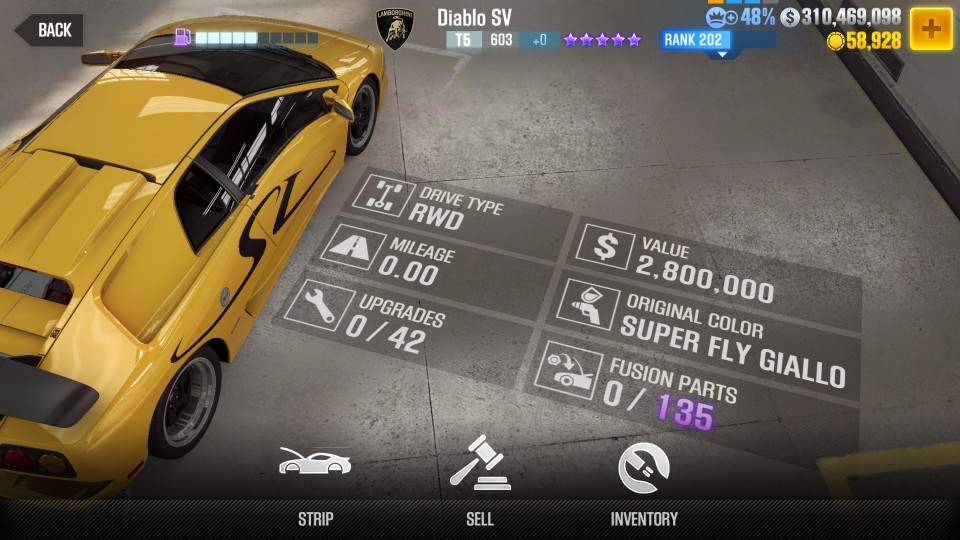 BACK
LAMBORGHINI
Diablo SV
T5 603 +0
RANK 202
48%
$ 310,469,098
58,928
SV
DRIVE TYPE
RWD
MILEAGE
0.00
UPGRADES
0 / 42
$ VALUE
2,800,000
ORIGINAL COLOR
SUPER FLY GIALLO
FUSION PARTS
0 / 135
STRIP
SELL
INVENTORY